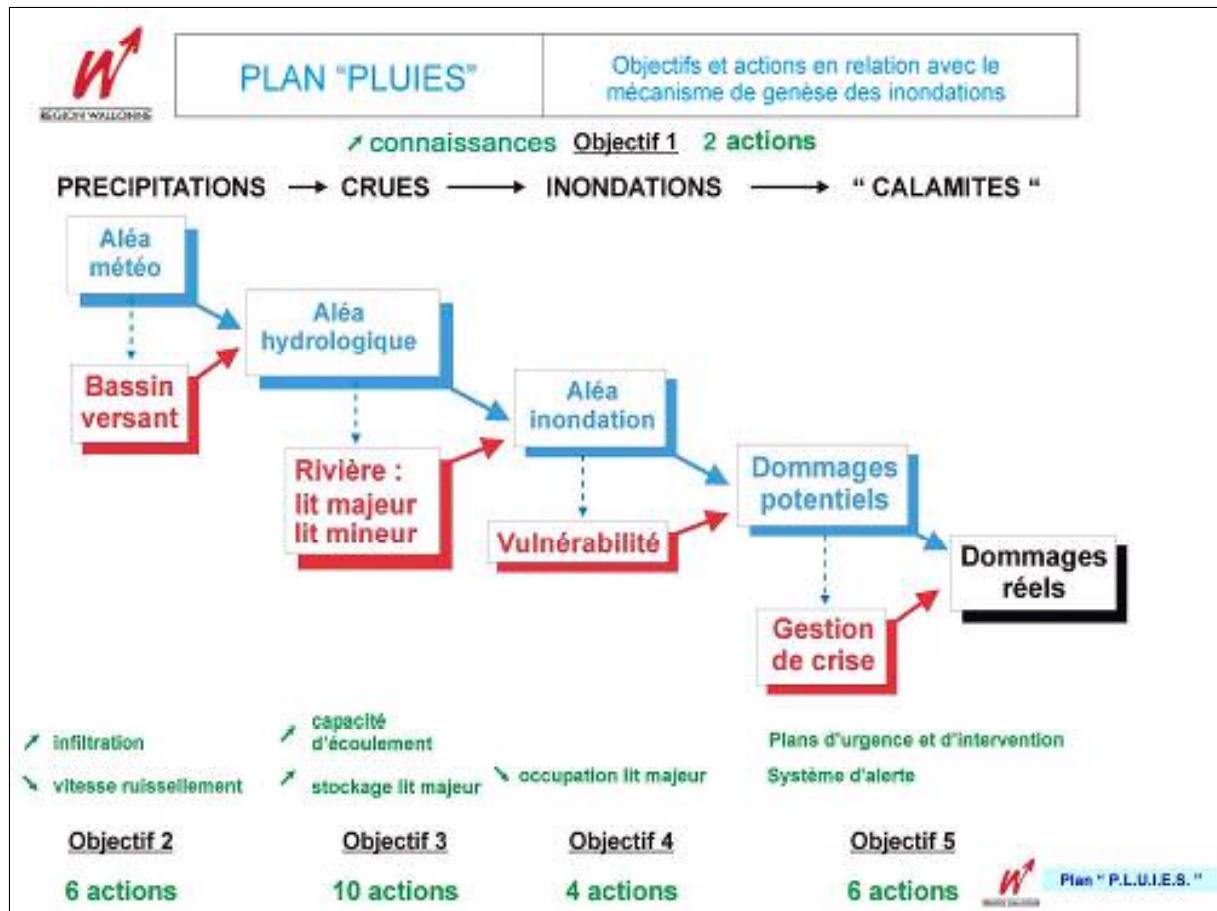 W
REGION WALLONNE
PLAN "PLUIES"
Objectifs et actions en relation avec le
mécanisme de genèse des inondations
↗ connaissances Objectif 1 2 actions
PRECIPITATIONS → CRUES → INONDATIONS → " CALAMITES "
Aléa
météo
Aléa
hydrologique
Bassin
versant
Aléa
inondation
Rivière :
lit majeur
lit mineur
Dommages
potentiels
Vulnérabilité
Dommages
réels
Gestion
de crise
↗ infiltration
↘ vitesse ruissellement
↗ capacité
d'écoulement
↗ stockage lit majeur
↘ occupation lit majeur
Plans d'urgence et d'intervention
Système d'alerte
Objectif 2
6 actions
Objectif 3
10 actions
Objectif 4
4 actions
Objectif 5
6 actions
W
REGION WALLONNE
Plan " P.L.U.I.E.S. "